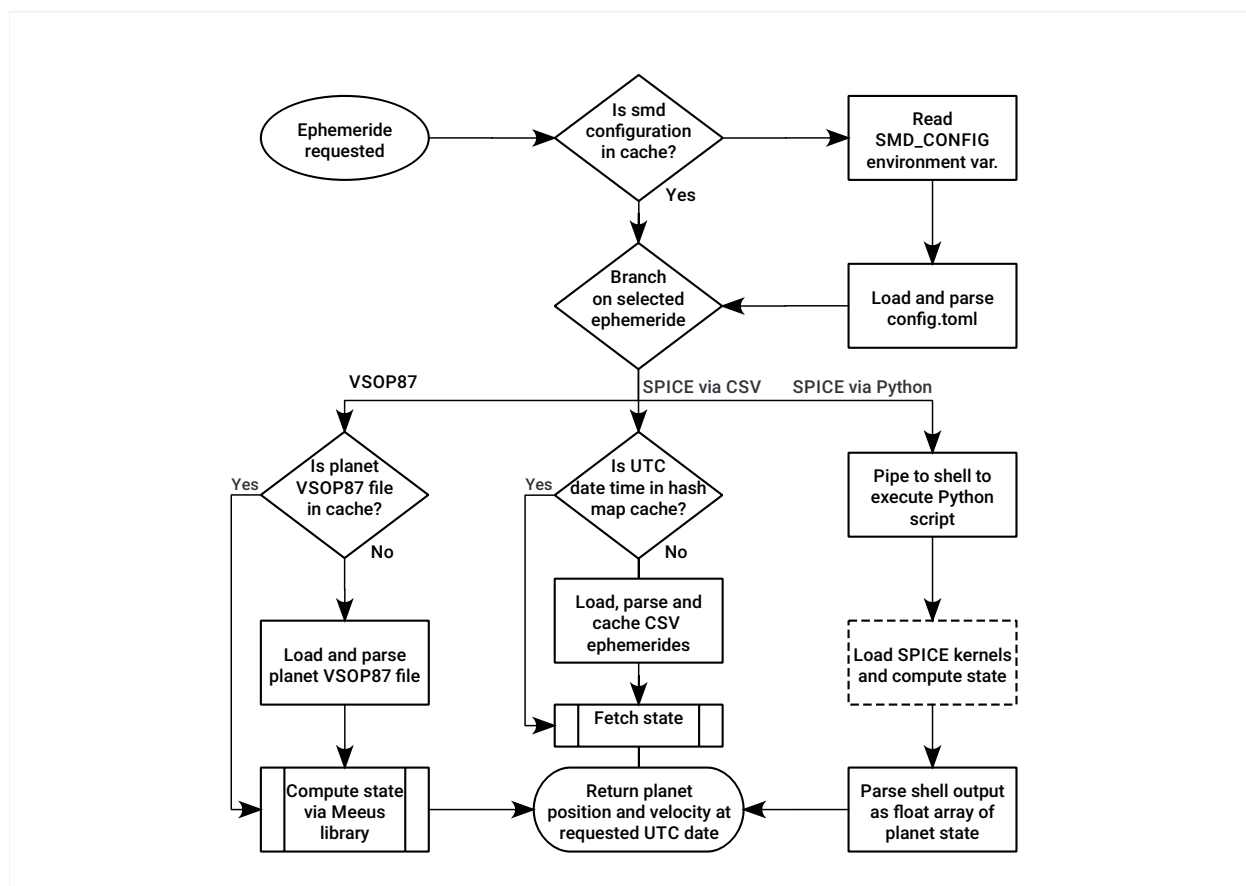 Ephemeride
requested
Is smd
configuration
in cache?
Read
SMD_CONFIG
environment var.
Yes
Branch
on selected
ephemeride
Load and parse
config.toml
VSOP87
SPICE via CSV
SPICE via Python
Is planet
VSOP87 file
in cache?
Yes
No
Is UTC
date time in hash
map cache?
Yes
No
Pipe to shell to
execute Python
script
Load and parse
planet VSOP87 file
Load, parse and
cache CSV
ephemerides
Load SPICE kernels
and compute state
Fetch state
Compute state
via Meeus
library
Return planet
position and velocity at
requested UTC date
Parse shell output
as float array of
planet state